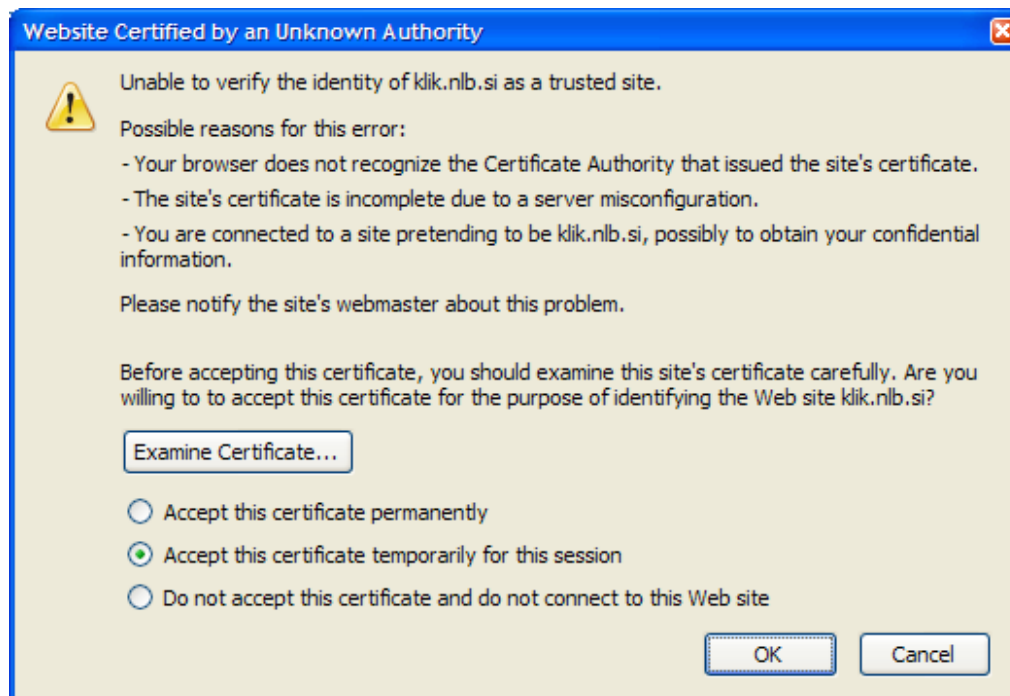 Website Certified by an Unknown Authority
Unable to verify the identity of klik.nlb.si as a trusted site.
Possible reasons for this error:
- Your browser does not recognize the Certificate Authority that issued the site's certificate.
- The site's certificate is incomplete due to a server misconfiguration.
- You are connected to a site pretending to be klik.nlb.si, possibly to obtain your confidential
information.
Please notify the site's webmaster about this problem.
Before accepting this certificate, you should examine this site's certificate carefully. Are you
willing to to accept this certificate for the purpose of identifying the Web site klik.nlb.si?
Examine Certificate...
Accept this certificate permanently
Accept this certificate temporarily for this session
Do not accept this certificate and do not connect to this Web site
OK Cancel